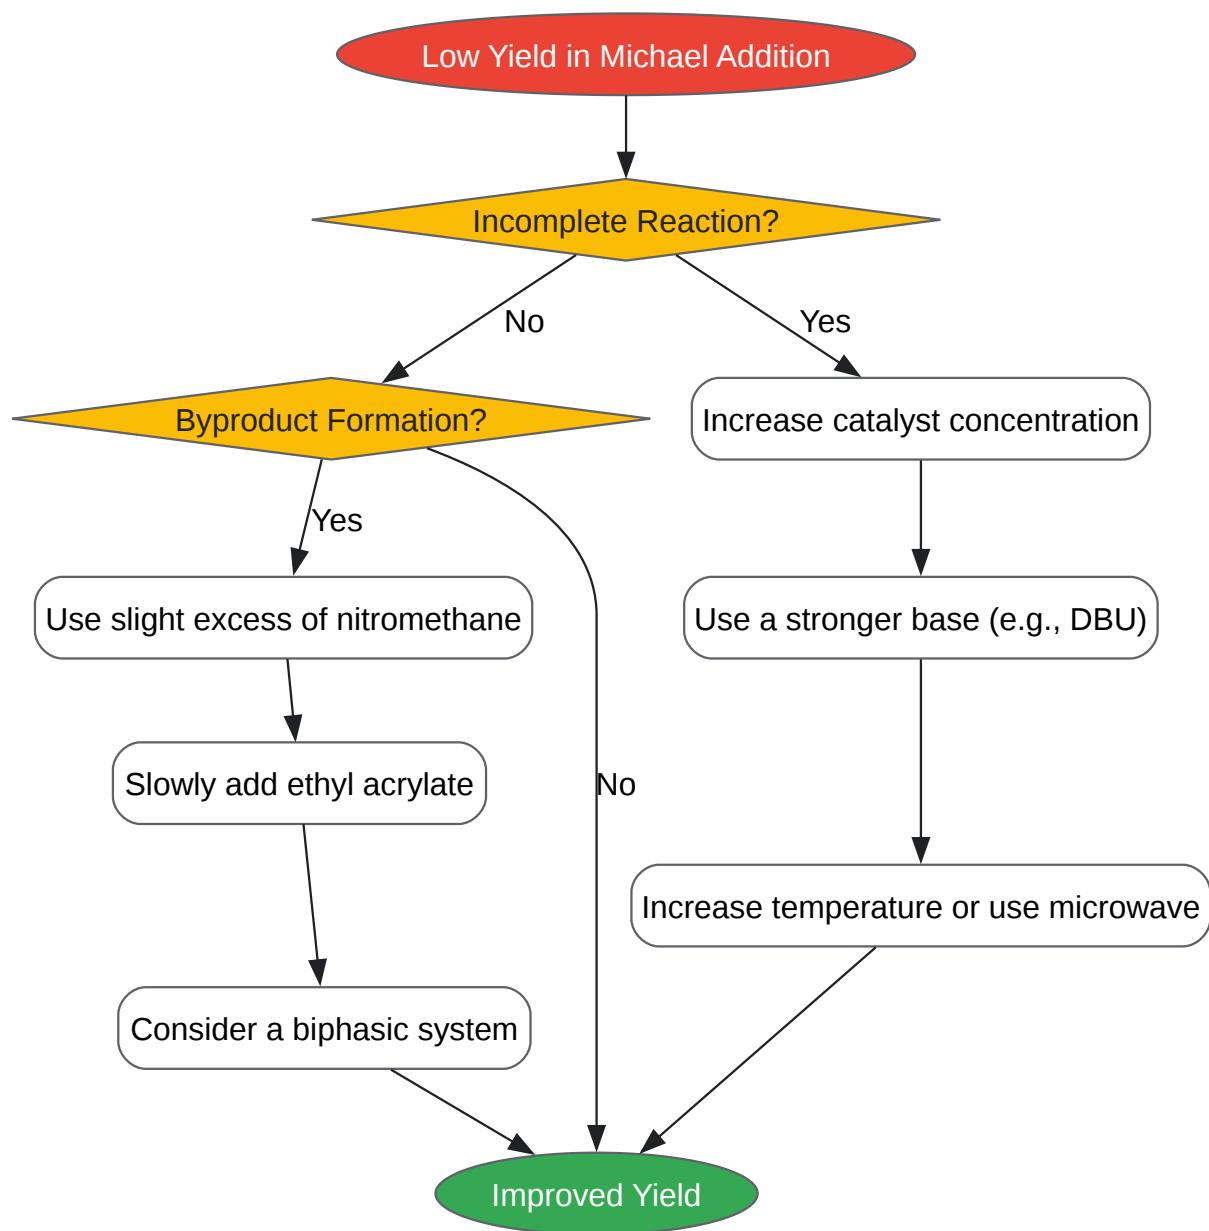 Low Yield in Michael Addition
Incomplete Reaction?
No
Yes
Byproduct Formation?
Increase catalyst concentration
Yes
Use slight excess of nitromethane
Use a stronger base (e.g., DBU)
Slowly add ethyl acrylate
No
Increase temperature or use microwave
Consider a biphasic system
Improved Yield